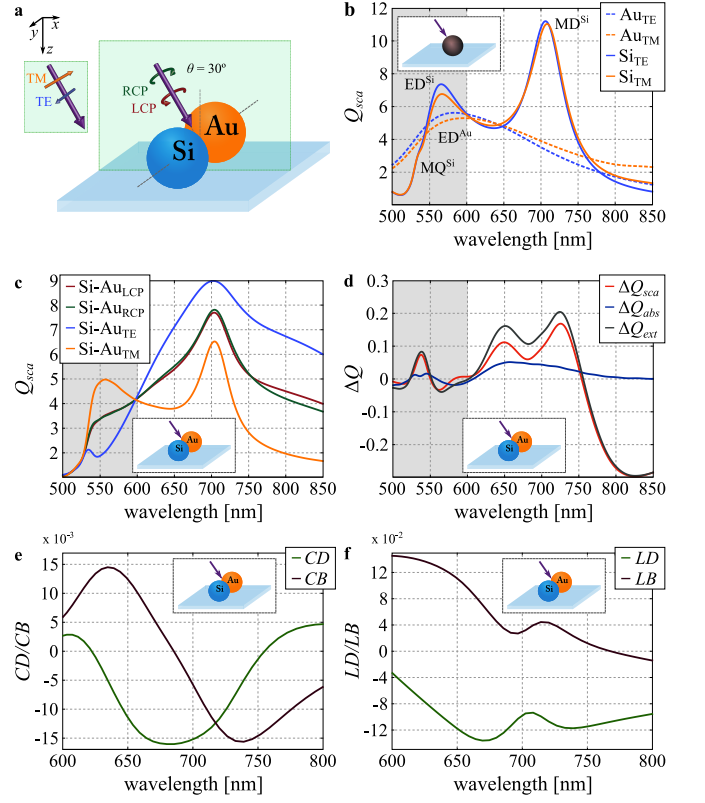 a
y
x
z
TM
TE
RCP
LCP
θ = 30º
Si
Au
b
Q_sca
12
10
8
6
4
2
500 550 600 650 700 750 800 850
wavelength [nm]
ED^Si
MD^Si
ED^Au
MQ^Si
Au_TE
Au_TM
Si_TE
Si_TM
c
Q_sca
9
8
7
6
5
4
3
2
500 550 600 650 700 750 800 850
wavelength [nm]
Si-Au_LCP
Si-Au_RCP
Si-Au_TE
Si-Au_TM
Si
Au
d
ΔQ
0.3
0.2
0.1
0
-0.1
-0.2
500 550 600 650 700 750 800 850
wavelength [nm]
ΔQ_sca
ΔQ_abs
ΔQ_ext
Si
Au
e
x 10⁻³
CD/CB
15
10
5
0
-5
-10
-15
600 650 700 750 800
wavelength [nm]
CD
CB
Si
Au
f
x 10⁻²
LD/LB
12
8
4
0
-4
-8
-12
600 650 700 750 800
wavelength [nm]
LD
LB
Si
Au